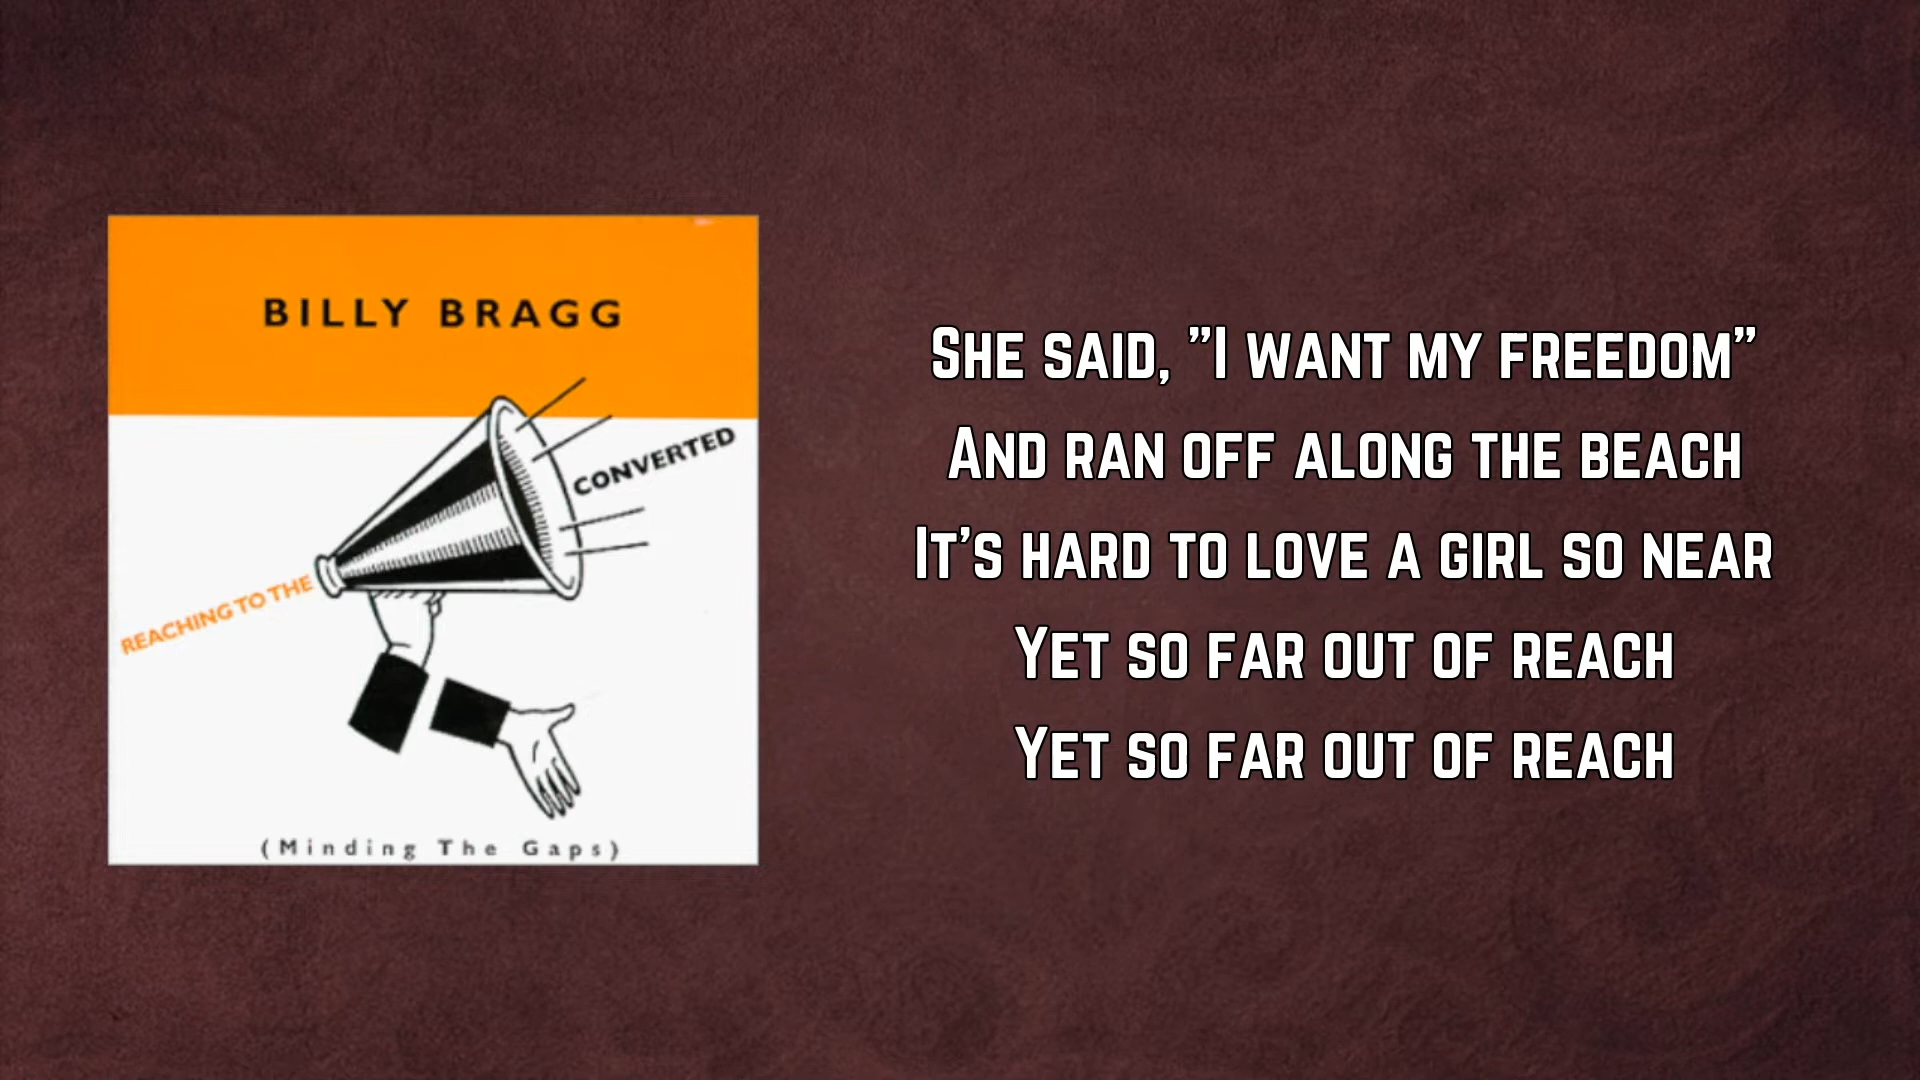 BILLY BRAGG
REACHING TO THE
CONVERTED
(Minding The Gaps)
She said, "I want my freedom"
And ran off along the beach
It's hard to love a girl so near
Yet so far out of reach
Yet so far out of reach